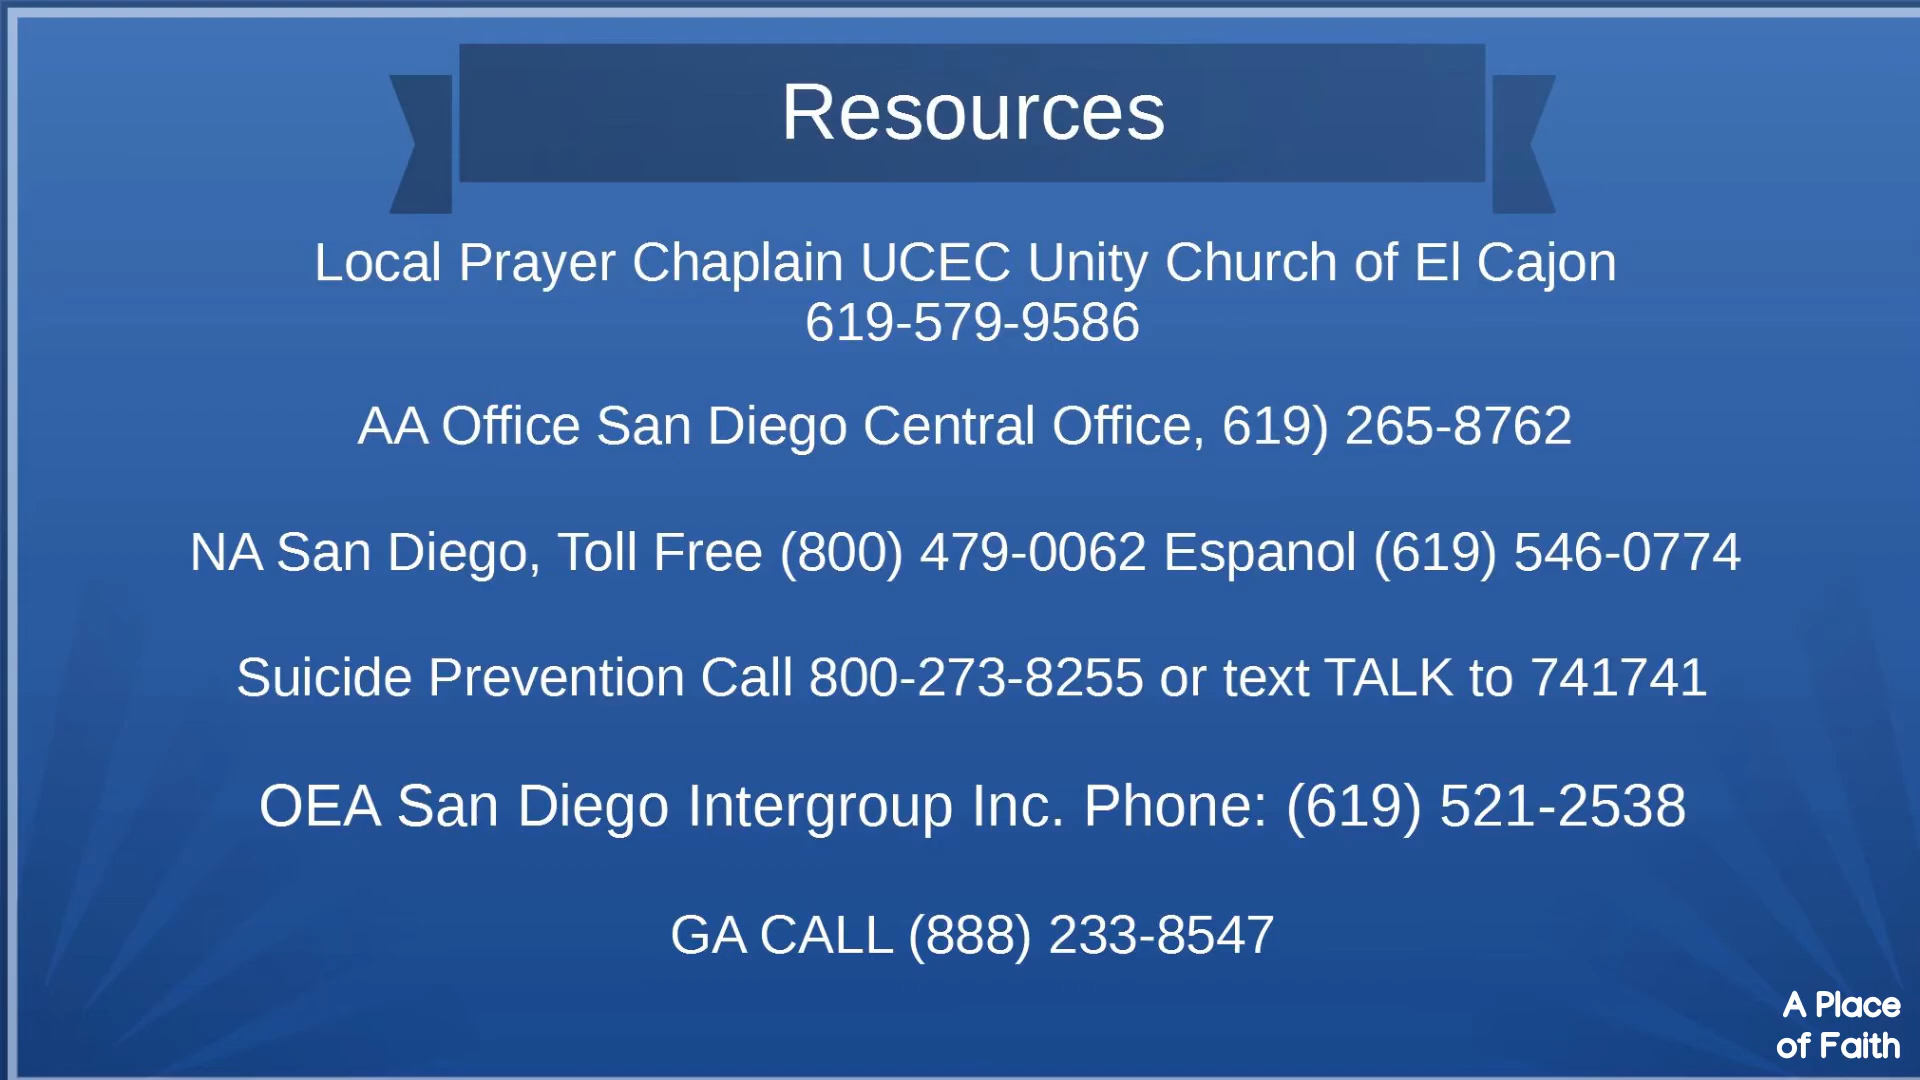 Resources
Local Prayer Chaplain UCEC Unity Church of El Cajon
619-579-9586
AA Office San Diego Central Office, 619) 265-8762
NA San Diego, Toll Free (800) 479-0062 Espanol (619) 546-0774
Suicide Prevention Call 800-273-8255 or text TALK to 741741
OEA San Diego Intergroup Inc. Phone: (619) 521-2538
GA CALL (888) 233-8547
A Place
of Faith